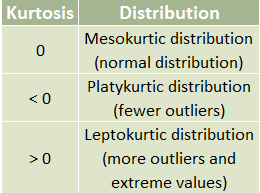 Kurtosis Distribution
Mesokurtic distribution
0
(normal distribution)
Platykurtic distribution
< 0
(fewer outliers)
Leptokurtic distribution
> 0
(more outliers and
extreme values)